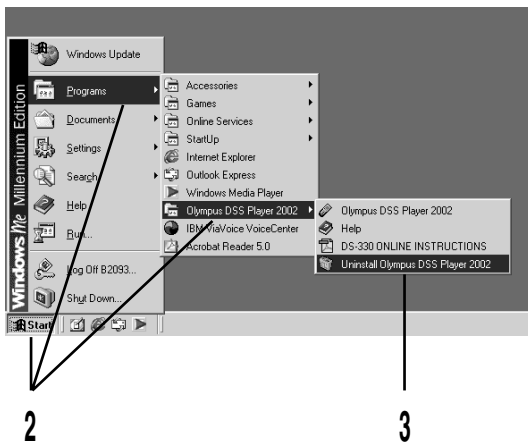 Windows Me Millennium Edition
Windows Update
Programs
Documents
Settings
Search
Help
Run...
Log Off B2093...
Shut Down...
Start
Accessories
Games
Online Services
StartUp
Internet Explorer
Outlook Express
Windows Media Player
Olympus DSS Player 2002
IBM ViaVoice VoiceCenter
Acrobat Reader 5.0
Olympus DSS Player 2002
Help
DS-330 ONLINE INSTRUCTIONS
Uninstall Olympus DSS Player 2002
2
3